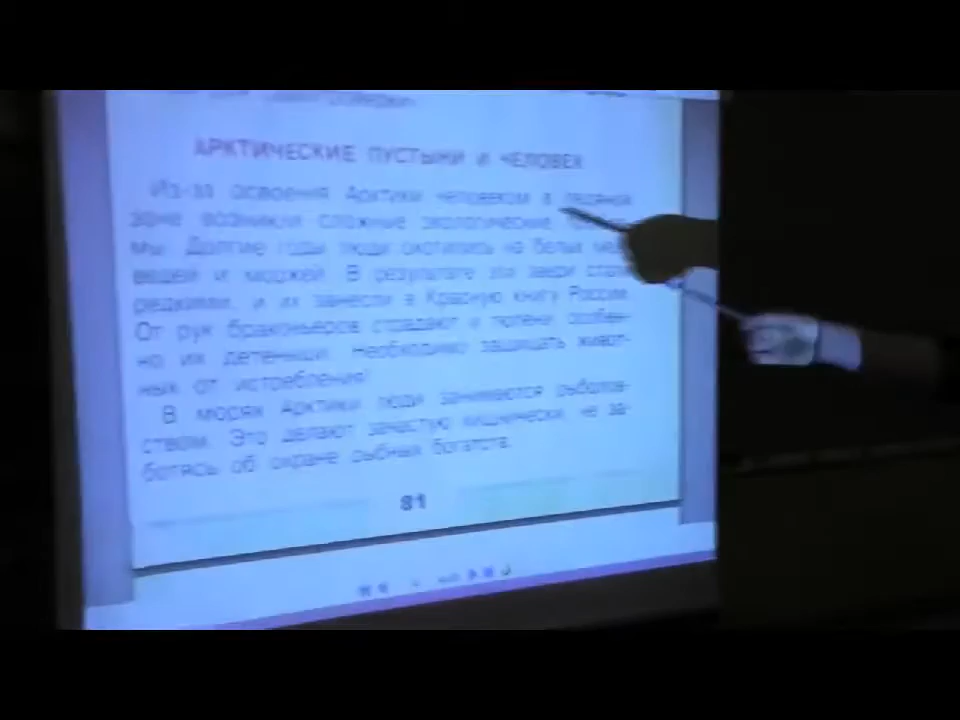 АРКТИЧЕСКИЕ ПУСТЫНИ И ЧЕЛОВЕК
Из-за освоения Арктики человеком в ледяной
зоне возникли сложные экологические
мы. Долгие годы люди охотились на белых мед-
ведей и моржей. В результате эти звери стали
редкими, и их занесли в Красную книгу России.
От рук браконьеров страдают и тюлени, особен-
но их детёныши. Необходимо защищать живот-
ных от истребления!
В морях Арктики люди занимаются рыболов-
ством. Это делают зачастую хищнически, не за-
ботясь об охране рыбных богатств.
81